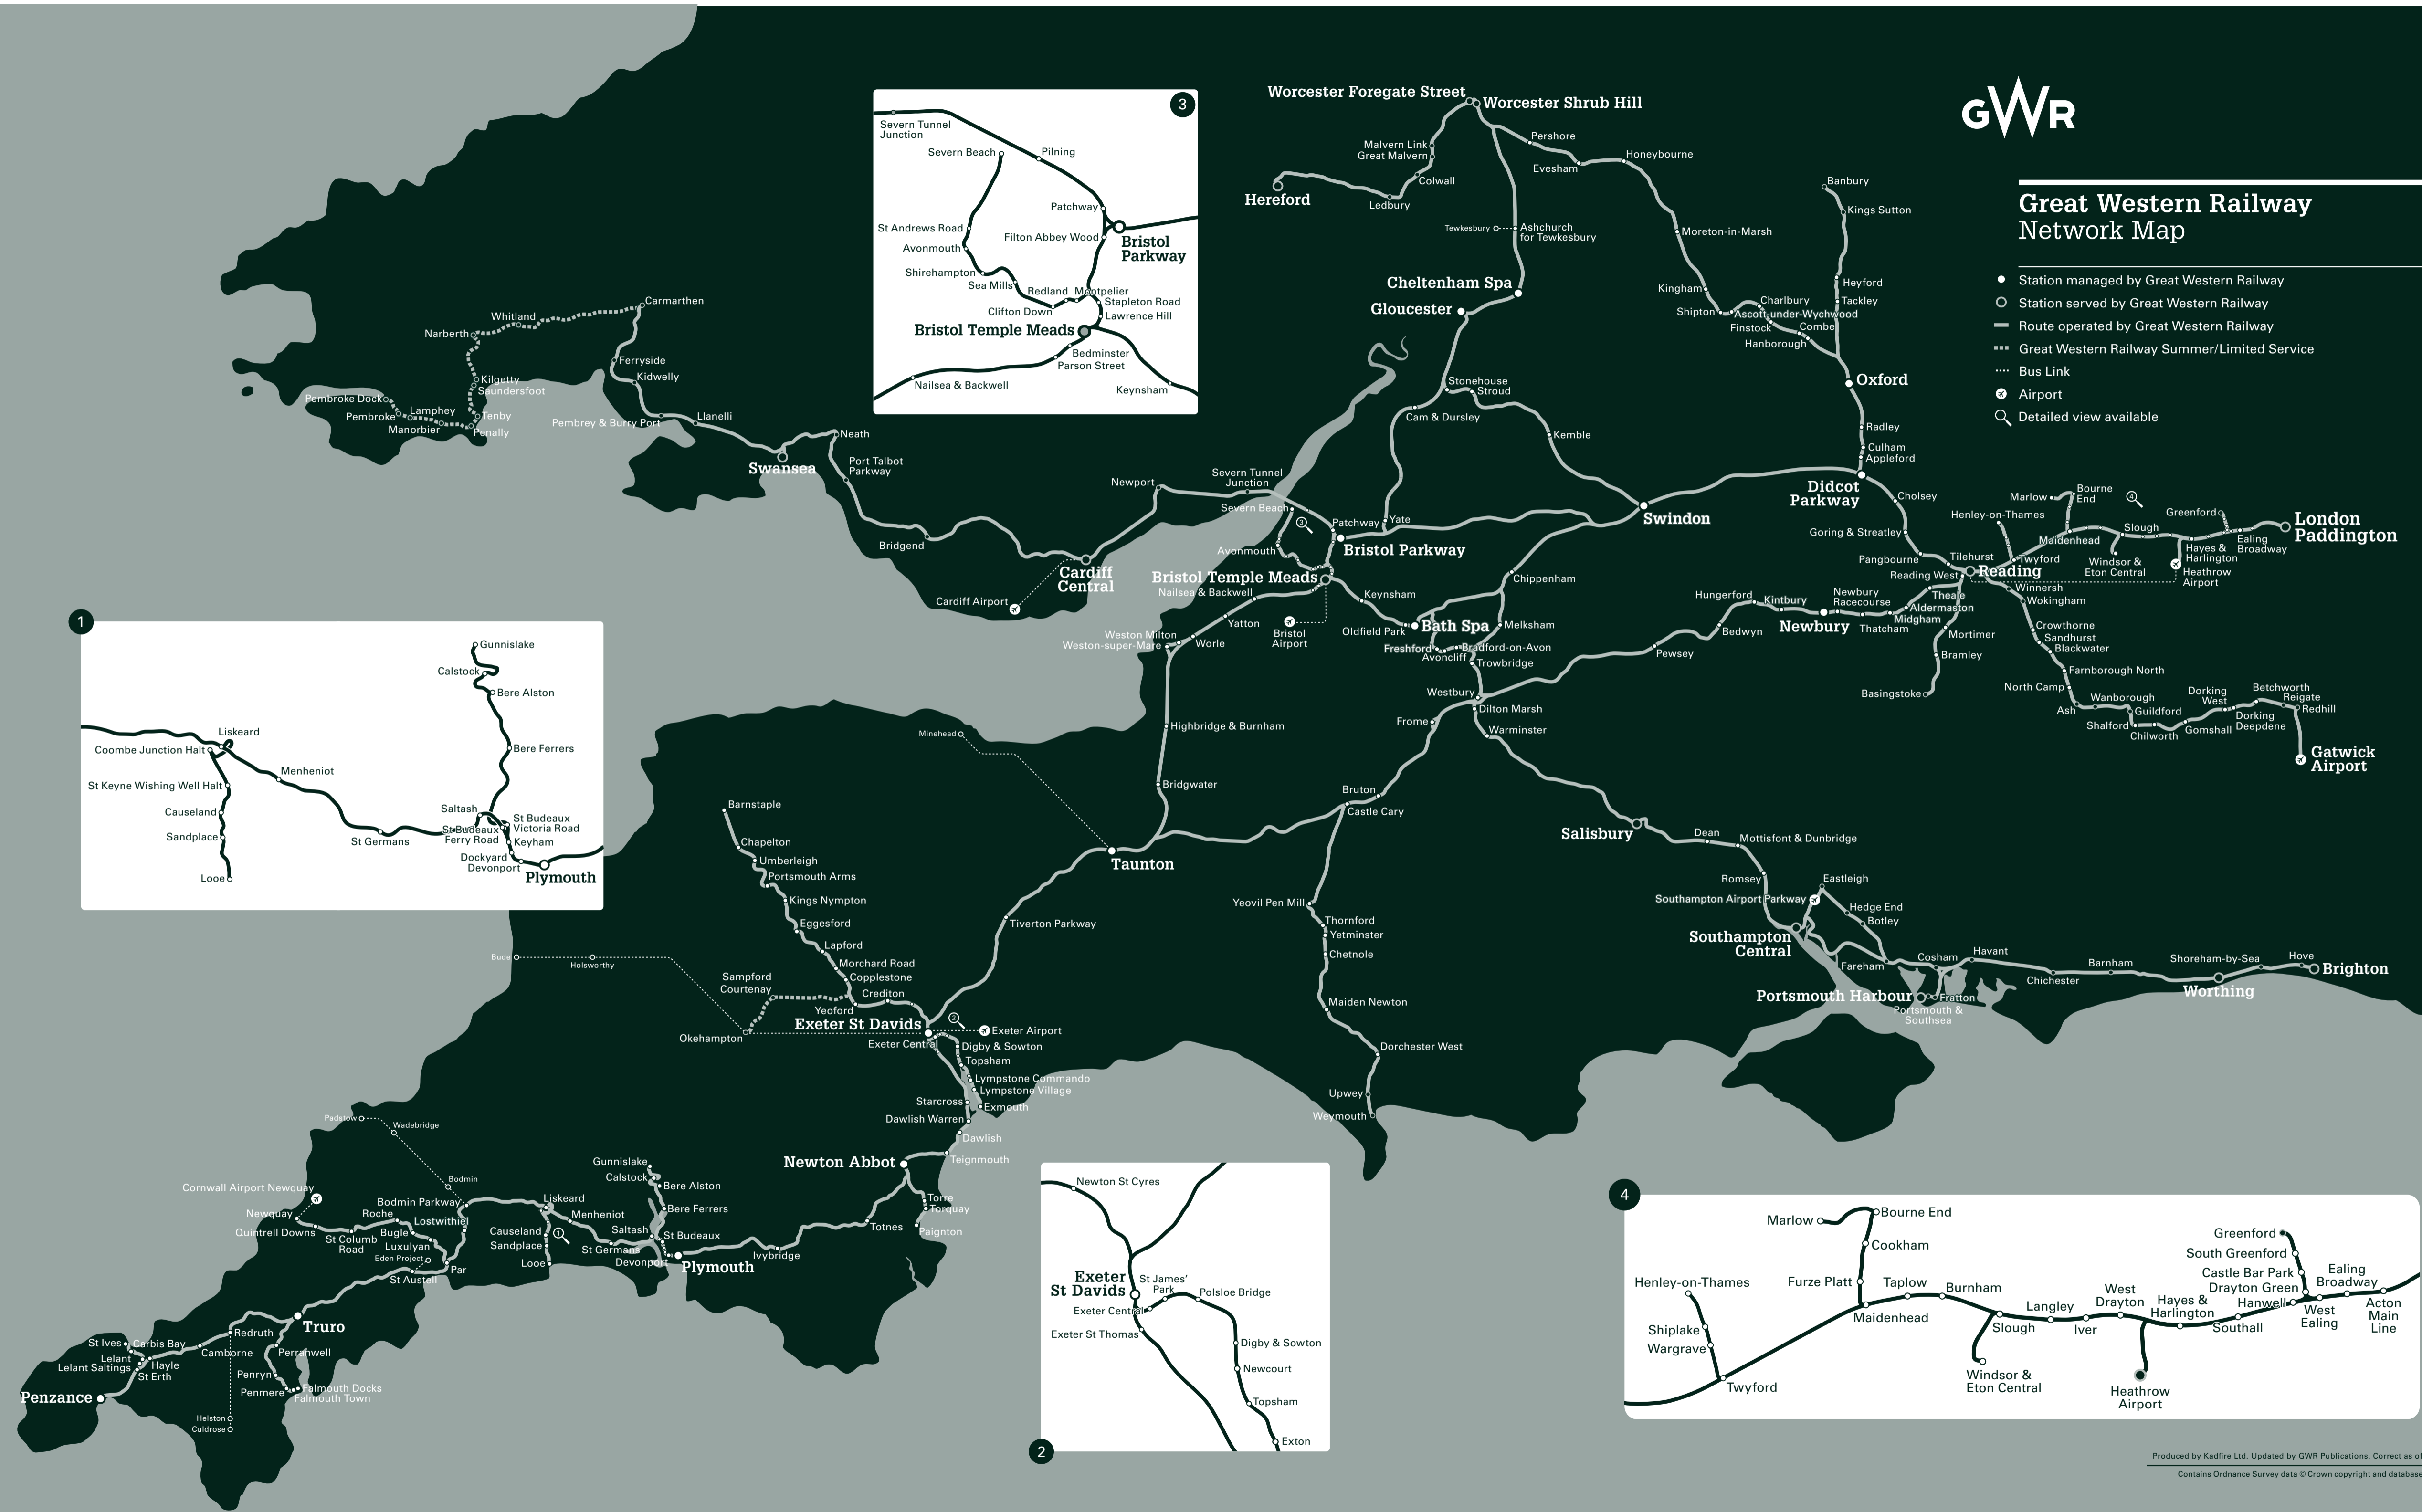 GWR
Great Western Railway
Network Map
Station managed by Great Western Railway
Station served by Great Western Railway
Route operated by Great Western Railway
Great Western Railway Summer/Limited Service
Bus Link
Airport
Detailed view available
3
Severn Tunnel
Junction
Severn Beach
Pilning
Patchway
St Andrews Road
Filton Abbey Wood
Avonmouth
Bristol
Parkway
Shirehampton
Sea Mills
Redland
Montpelier
Stapleton Road
Clifton Down
Lawrence Hill
Bristol Temple Meads
Bedminster
Parson Street
Nailsea & Backwell
Keynsham
Worcester Foregate Street
Worcester Shrub Hill
Malvern Link
Great Malvern
Colwall
Hereford
Ledbury
Pershore
Evesham
Honeybourne
Tewkesbury
Ashchurch
for Tewkesbury
Moreton-in-Marsh
Banbury
Kings Sutton
Cheltenham Spa
Gloucester
Kingham
Shipton
Charlbury
Ascott-under-Wychwood
Finstock
Combe
Hanborough
Heyford
Tackley
Oxford
Stonehouse
Stroud
Cam & Dursley
Kemble
Radley
Culham
Appleford
Didcot
Parkway
Swindon
Cholsey
Goring & Streatley
Pangbourne
Tilehurst
Reading West
Reading
Marlow
Bourne
End
4
Henley-on-Thames
Maidenhead
Twyford
Slough
Windsor &
Eton Central
Greenford
Hayes &
Harlington
Heathrow
Airport
Ealing
Broadway
London
Paddington
Winnersh
Wokingham
Crowthorne
Sandhurst
Blackwater
Farnborough North
North Camp
Ash
Wanborough
Guildford
Shalford
Chilworth
Gomshall
Dorking
West
Dorking
Deepdene
Betchworth
Reigate
Redhill
Gatwick
Airport
Carmarthen
Whitland
Narberth
Ferryside
Kidwelly
Kilgetty
Saundersfoot
Pembroke Dock
Pembroke
Lamphey
Manorbier
Tenby
Penally
Pembrey & Burry Port
Llanelli
Swansea
Neath
Port Talbot
Parkway
Bridgend
Cardiff
Central
Cardiff Airport
Newport
Severn Tunnel
Junction
Severn Beach
3
Patchway
Yate
Avonmouth
Bristol Parkway
Bristol Temple Meads
Nailsea & Backwell
Yatton
Bristol
Airport
Weston Milton
Weston-super-Mare
Worle
Keynsham
Oldfield Park
Bath Spa
Chippenham
Melksham
Freshford
Avoncliff
Bradford-on-Avon
Trowbridge
Westbury
Dilton Marsh
Frome
Warminster
Hungerford
Kintbury
Bedwyn
Pewsey
Newbury
Newbury
Racecourse
Thatcham
Midgham
Aldermaston
Theale
Mortimer
Bramley
Basingstoke
Highbridge & Burnham
Bridgwater
Minehead
Taunton
Bruton
Castle Cary
Tiverton Parkway
Yeovil Pen Mill
Thornford
Yetminster
Chetnole
Maiden Newton
Dorchester West
Upwey
Weymouth
Salisbury
Dean
Mottisfont & Dunbridge
Romsey
Eastleigh
Southampton Airport Parkway
Hedge End
Botley
Southampton
Central
Fareham
Cosham
Havant
Portsmouth Harbour
Fratton
Portsmouth &
Southsea
Chichester
Barnham
Worthing
Shoreham-by-Sea
Hove
Brighton
1
Gunnislake
Calstock
Bere Alston
Liskeard
Coombe Junction Halt
Bere Ferrers
Menheniot
St Keyne Wishing Well Halt
Causeland
Sandplace
Looe
St Germans
Saltash
St Budeaux
Ferry Road
St Budeaux
Victoria Road
Keyham
Dockyard
Devonport
Plymouth
Barnstaple
Chapelton
Umberleigh
Portsmouth Arms
Kings Nympton
Eggesford
Lapford
Morchard Road
Copplestone
Crediton
Yeoford
Sampford
Courtenay
Okehampton
Bude
Holsworthy
Exeter St Davids
2
Exeter Airport
Exeter Central
Digby & Sowton
Topsham
Lympstone Commando
Lympstone Village
Exmouth
Starcross
Dawlish Warren
Dawlish
Teignmouth
Newton Abbot
Torre
Torquay
Paignton
Totnes
Ivybridge
Plymouth
Gunnislake
Calstock
Bere Alston
Bere Ferrers
St Budeaux
Saltash
Devonport
St Germans
Menheniot
Liskeard
1
Causeland
Sandplace
Looe
Padstow
Wadebridge
Bodmin
Bodmin Parkway
Cornwall Airport Newquay
Newquay
Quintrell Downs
St Columb
Road
Roche
Bugle
Luxulyan
Lostwithiel
Eden Project
Par
St Austell
Truro
Redruth
Perranwell
Camborne
Penryn
Penmere
Falmouth Docks
Falmouth Town
Helston
Culdrose
St Ives
Carbis Bay
Lelant
Lelant Saltings
Hayle
St Erth
Penzance
2
Newton St Cyres
Exeter
St Davids
St James'
Park
Polsloe Bridge
Exeter Central
Exeter St Thomas
Digby & Sowton
Newcourt
Topsham
Exton
4
Marlow
Bourne End
Cookham
Furze Platt
Henley-on-Thames
Shiplake
Wargrave
Twyford
Maidenhead
Taplow
Burnham
Slough
Windsor &
Eton Central
Langley
Iver
West
Drayton
Heathrow
Airport
Hayes &
Harlington
Southall
Hanwell
Greenford
South Greenford
Castle Bar Park
Drayton Green
West
Ealing
Ealing
Broadway
Acton
Main
Line
Produced by Kadfire Ltd. Updated by GWR Publications. Correct as of
Contains Ordnance Survey data © Crown copyright and database